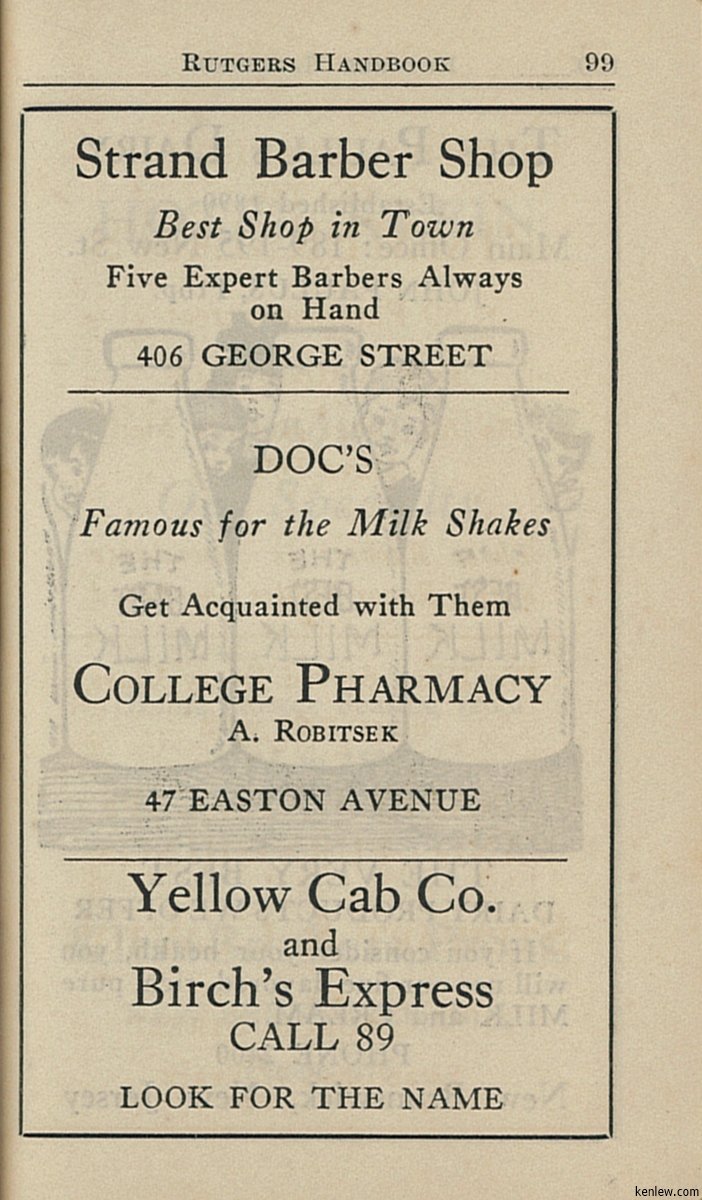 Rutgers Handbook 99
Strand Barber Shop
Best Shop in Town
Five Expert Barbers Always
on Hand
406 GEORGE STREET
DOC'S
Famous for the Milk Shakes
Get Acquainted with Them
College Pharmacy
A. Robitsek
47 EASTON AVENUE
Yellow Cab Co.
and
Birch's Express
CALL 89
LOOK FOR THE NAME
kenlew.com